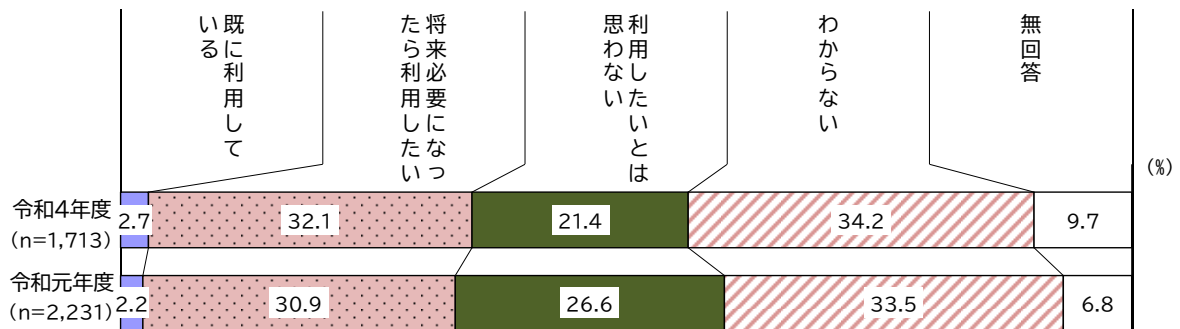 既に利用して
いる
将来必要になっ
たら利用したい
利用したいとは
思わない
わからない
無回答
(%)
令和4年度
(n=1,713)
2.7
32.1
21.4
34.2
9.7
令和元年度
(n=2,231)
2.2
30.9
26.6
33.5
6.8